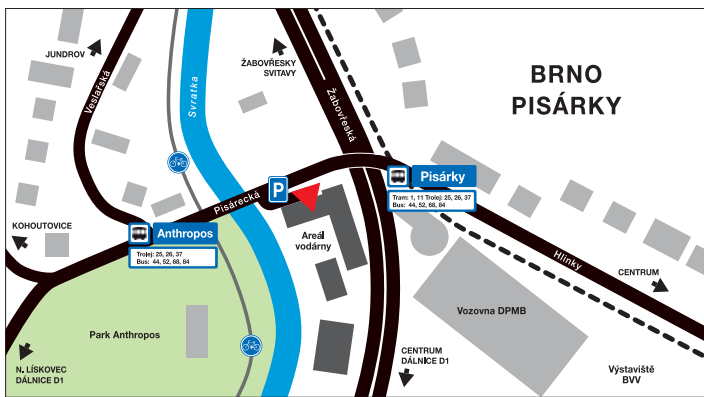 JUNDROV
ŽABOVŘESKY
SVITAVY
BRNO
PISÁRKY
Veslařská
Svratka
Žabovřeská
P
Pisárky
Tram: 1, 11 Trolej: 25, 26, 37
Bus: 44, 52, 68, 84
Pisárecká
KOHOUTOVICE
Anthropos
Trolej: 25, 26, 37
Bus: 44, 52, 68, 84
Areál
vodárny
Hlinky
CENTRUM
Vozovna DPMB
Park Anthropos
N. LÍSKOVEC
DÁLNICE D1
CENTRUM
DÁLNICE D1
Výstaviště
BVV